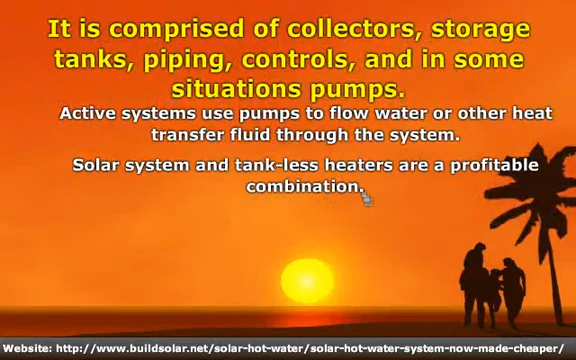 It is comprised of collectors, storage
tanks, piping, controls, and in some
situations pumps.
Active systems use pumps to flow water or other heat
transfer fluid through the system.
Solar system and tank-less heaters are a profitable
combination.
Website: http://www.buildsolar.net/solar-hot-water/solar-hot-water-system-now-made-cheaper/